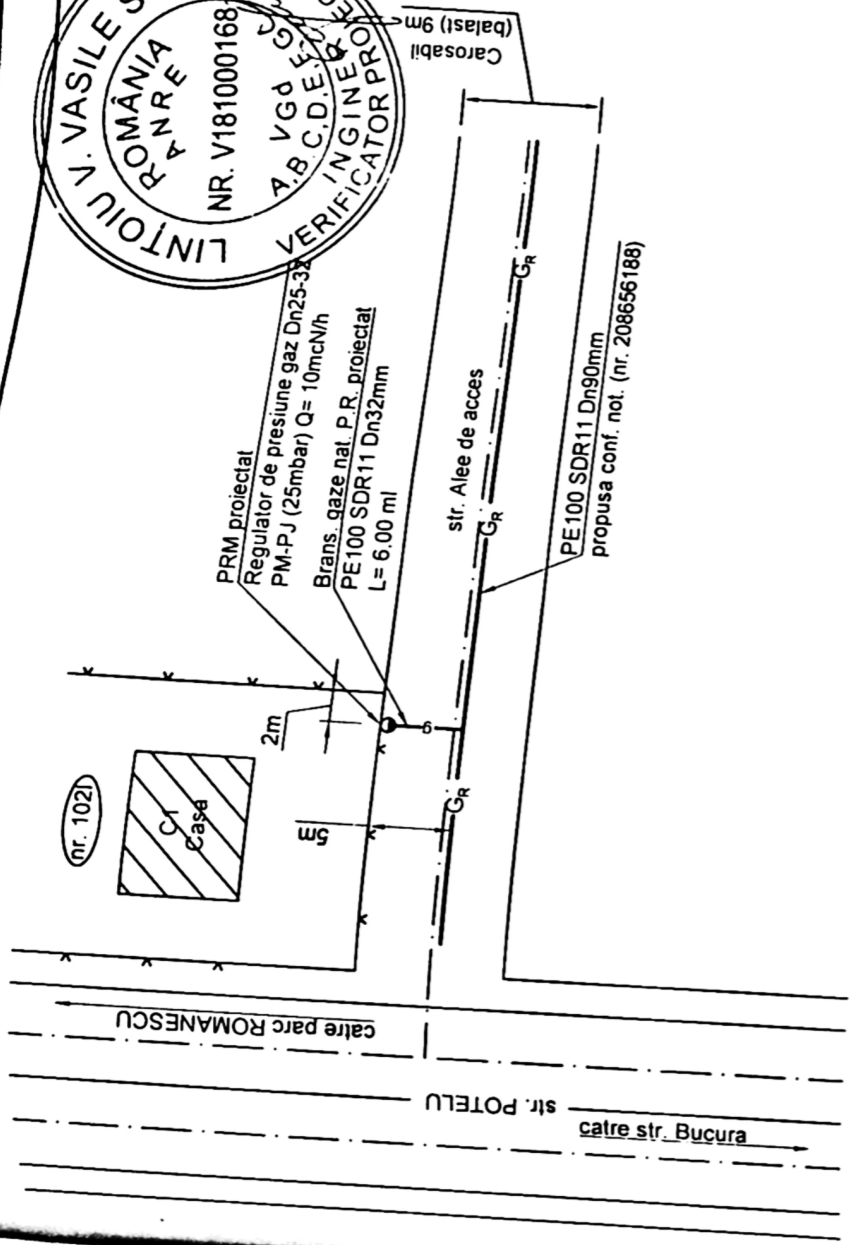 LINȚOIU V. VASILE S
ROMÂNIA
ANRE
NR. V181000168
VGd
A,B,C,D,E,F,G
INGINER
VERIFICATOR PROIEC
Carosabil
(balast) 9m
PRM proiectat
Regulator de presiune gaz Dn25-32
PM-PJ (25mbar) Q= 10mcN/h
Brans. gaze nat. P.R. proiectat
PE100 SDR11 Dn32mm
L= 6.00 ml
str. Alee de acces
GR
GR
GR
PE100 SDR11 Dn90mm
propusa conf. not. (nr. 208656188)
nr. 102I
C1
Casa
2m
5m
6
catre parc ROMANESCU
str. POTELU
catre str. Bucura